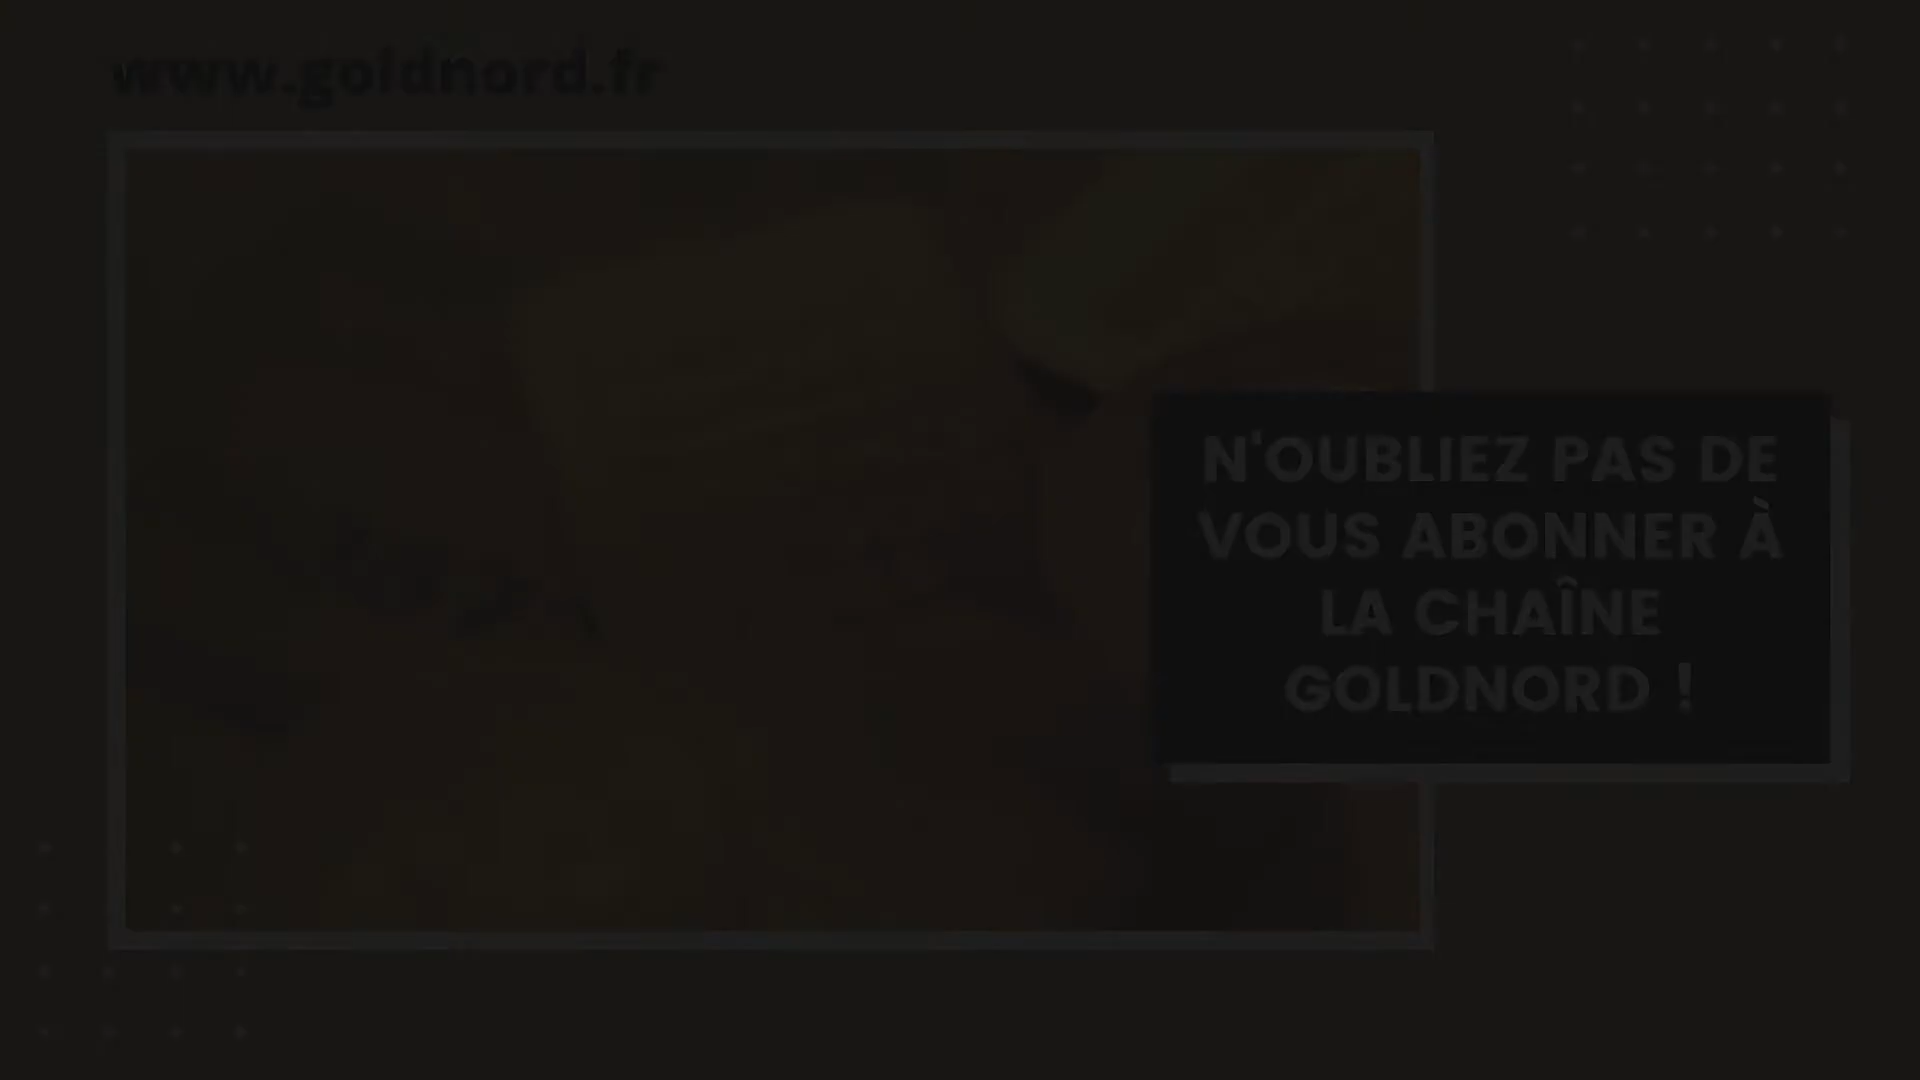 www.goldnord.fr
N'OUBLIEZ PAS DE
VOUS ABONNER À
LA CHAÎNE
GOLDNORD !